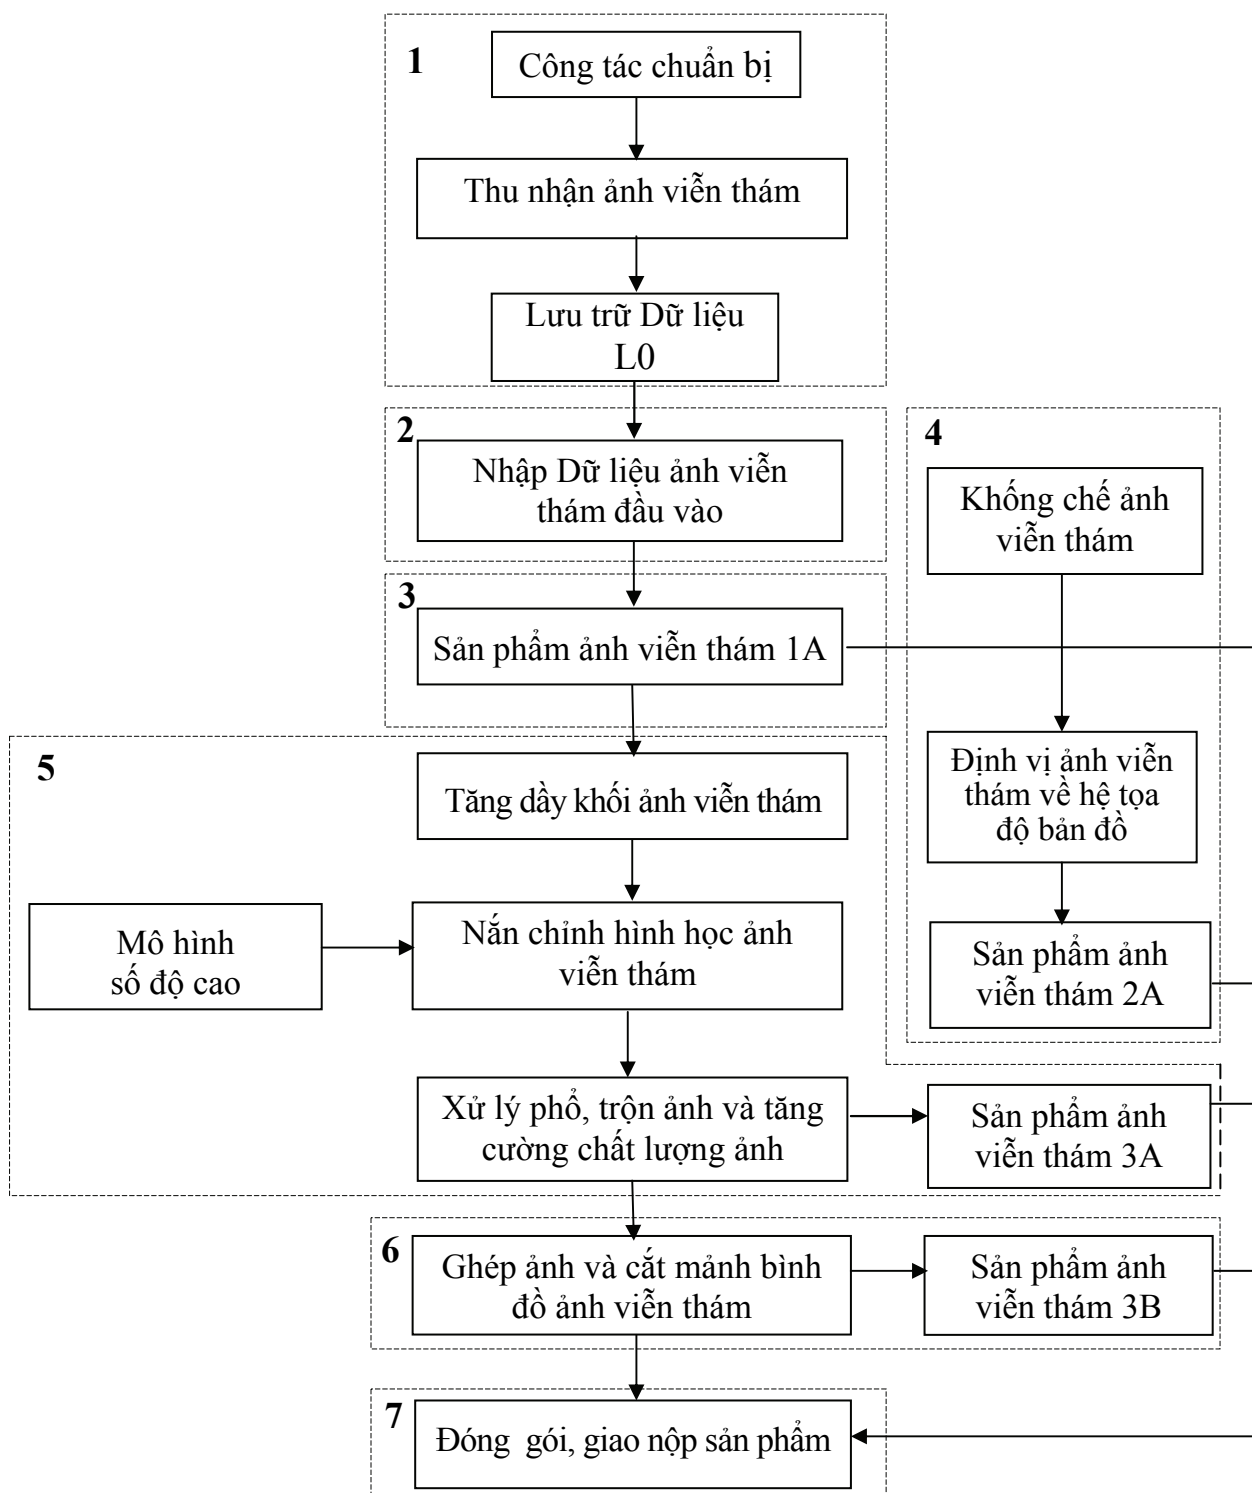 1
Công tác chuẩn bị
Thu nhận ảnh viễn thám
Lưu trữ Dữ liệu
L0
2
Nhập Dữ liệu ảnh viễn
thám đầu vào
3
Sản phẩm ảnh viễn thám 1A
4
Khống chế ảnh
viễn thám
Định vị ảnh viễn
thám về hệ tọa
độ bản đồ
Sản phẩm ảnh
viễn thám 2A
5
Tăng dầy khối ảnh viễn thám
Mô hình
số độ cao
Nắn chỉnh hình học ảnh
viễn thám
Xử lý phổ, trộn ảnh và tăng
cường chất lượng ảnh
Sản phẩm ảnh
viễn thám 3A
6
Ghép ảnh và cắt mảnh bình
đồ ảnh viễn thám
Sản phẩm ảnh
viễn thám 3B
7
Đóng gói, giao nộp sản phẩm